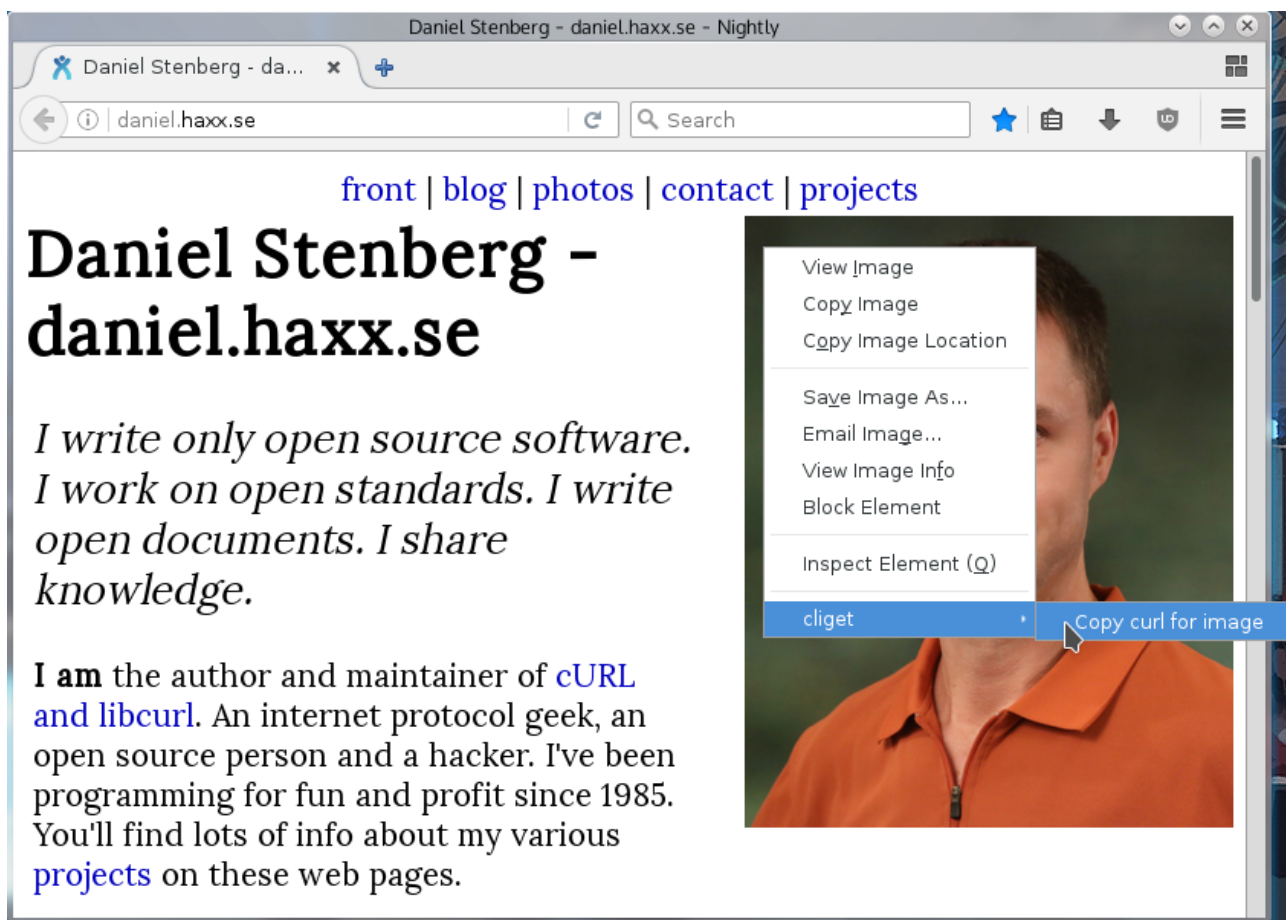 Daniel Stenberg - daniel.haxx.se - Nightly
Daniel Stenberg - da...
daniel.haxx.se
Search
front | blog | photos | contact | projects
Daniel Stenberg -
daniel.haxx.se
I write only open source software.
I work on open standards. I write
open documents. I share
knowledge.
I am the author and maintainer of cURL
and libcurl. An internet protocol geek, an
open source person and a hacker. I've been
programming for fun and profit since 1985.
You'll find lots of info about my various
projects on these web pages.
View Image
Copy Image
Copy Image Location
Save Image As...
Email Image...
View Image Info
Block Element
Inspect Element (Q)
cliget
Copy curl for image